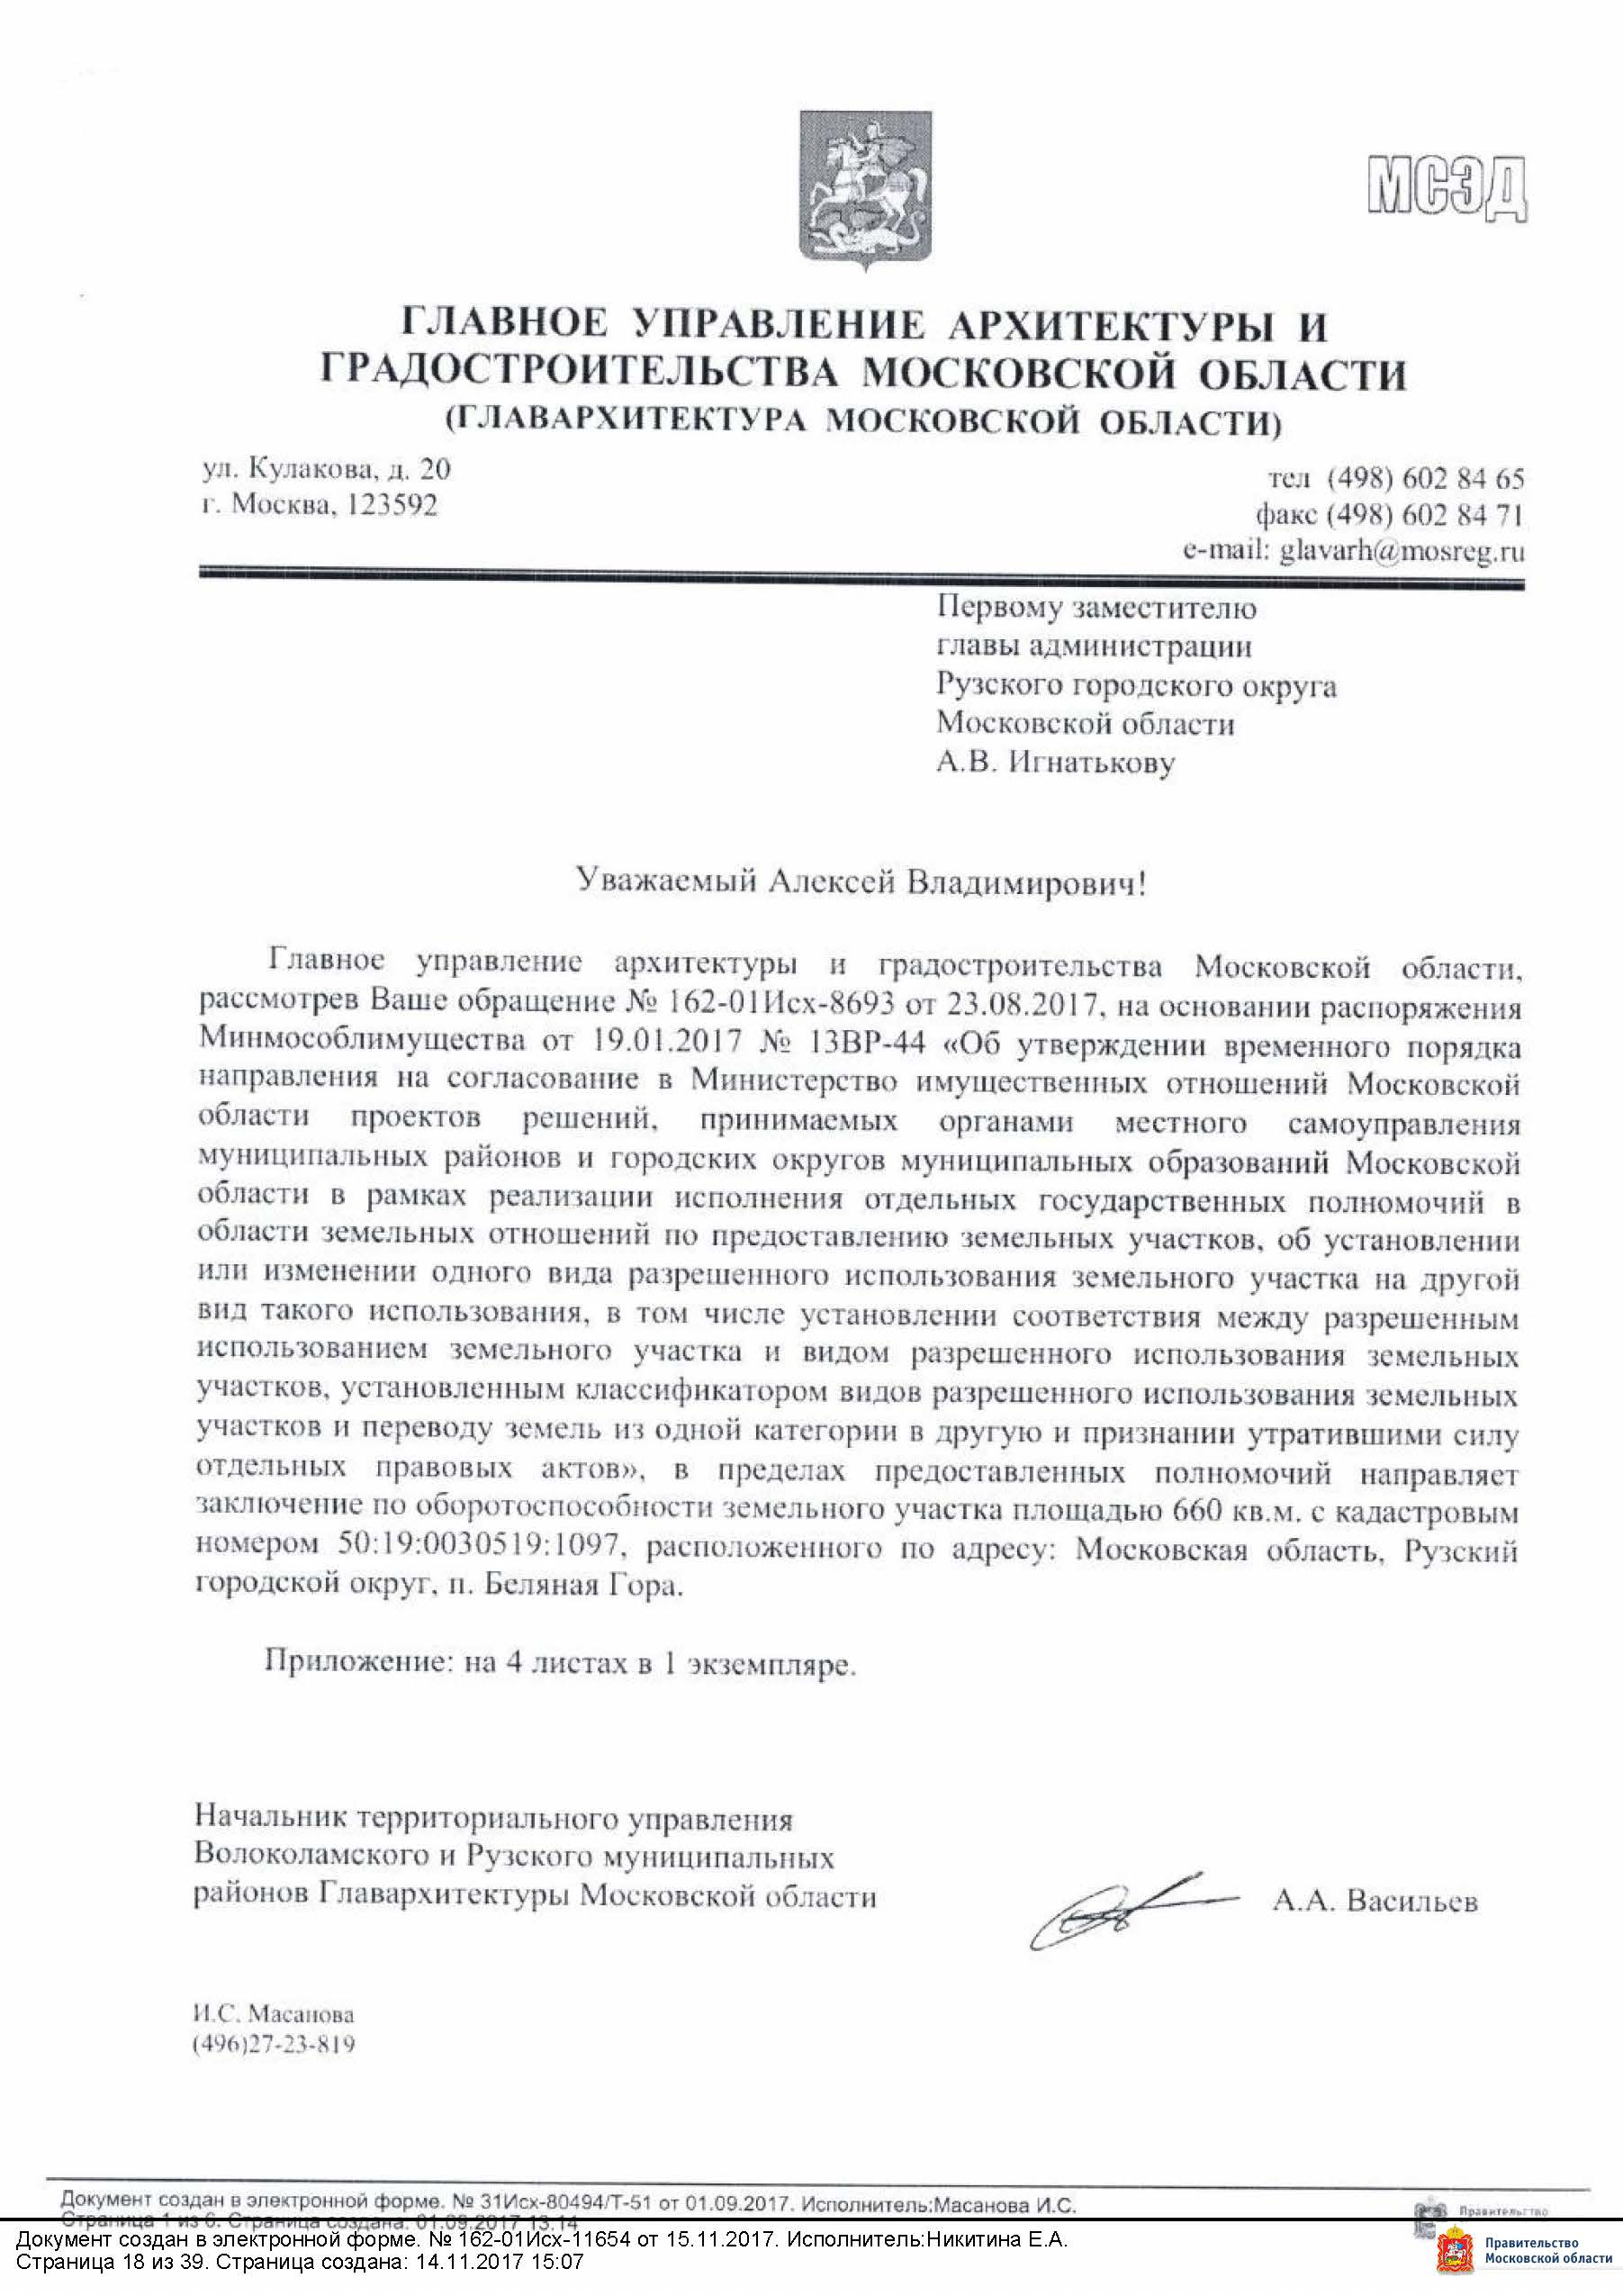 МСЭД
ГЛАВНОЕ УПРАВЛЕНИЕ АРХИТЕКТУРЫ И
ГРАДОСТРОИТЕЛЬСТВА МОСКОВСКОЙ ОБЛАСТИ
(ГЛАВАРХИТЕКТУРА МОСКОВСКОЙ ОБЛАСТИ)
ул. Кулакова, д. 20
г. Москва, 123592
тел (498) 602 84 65
факс (498) 602 84 71
e-mail: glavarh@mosreg.ru
Первому заместителю
главы администрации
Рузского городского округа
Московской области
А.В. Игнатькову
Уважаемый Алексей Владимирович!
Главное управление архитектуры и градостроительства Московской области,
рассмотрев Ваше обращение № 162-01Исх-8693 от 23.08.2017, на основании распоряжения
Минмособлимущества от 19.01.2017 № 13ВР-44 «Об утверждении временного порядка
направления на согласование в Министерство имущественных отношений Московской
области проектов решений, принимаемых органами местного самоуправления
муниципальных районов и городских округов муниципальных образований Московской
области в рамках реализации исполнения отдельных государственных полномочий в
области земельных отношений по предоставлению земельных участков, об установлении
или изменении одного вида разрешенного использования земельного участка на другой
вид такого использования, в том числе установлении соответствия между разрешенным
использованием земельного участка и видом разрешенного использования земельных
участков, установленным классификатором видов разрешенного использования земельных
участков и переводу земель из одной категории в другую и признании утратившими силу
отдельных правовых актов», в пределах предоставленных полномочий направляет
заключение по оборотоспособности земельного участка площадью 660 кв.м. с кадастровым
номером 50:19:0030519:1097, расположенного по адресу: Московская область, Рузский
городской округ, п. Беляная Гора.
Приложение: на 4 листах в 1 экземпляре.
Начальник территориального управления
Волоколамского и Рузского муниципальных
районов Главархитектуры Московской области
А.А. Васильев
И.С. Масанова
(496)27-23-819
Документ создан в электронной форме. № 31Исх-80494/Т-51 от 01.09.2017. Исполнитель:Масанова И.С.
Страница 1 из 6. Страница создана: 01.09.2017 13:14
Правительство
Документ создан в электронной форме. № 162-01Исх-11654 от 15.11.2017. Исполнитель:Никитина Е.А.
Страница 18 из 39. Страница создана: 14.11.2017 15:07
Правительство
Московской области